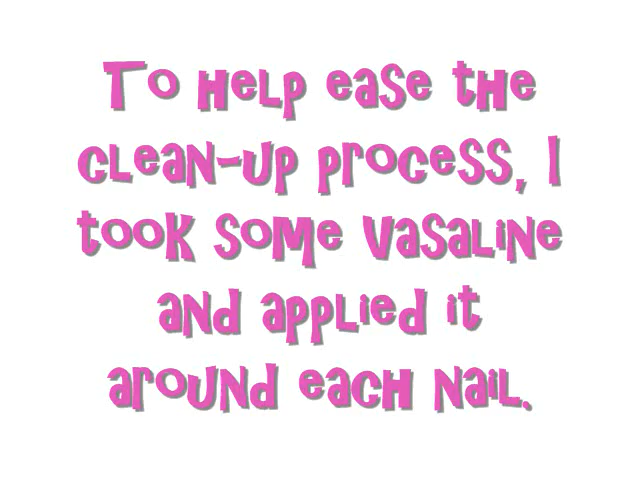 To help ease the
clean-up process, I
took some vasaline
and applied it
around each nail.